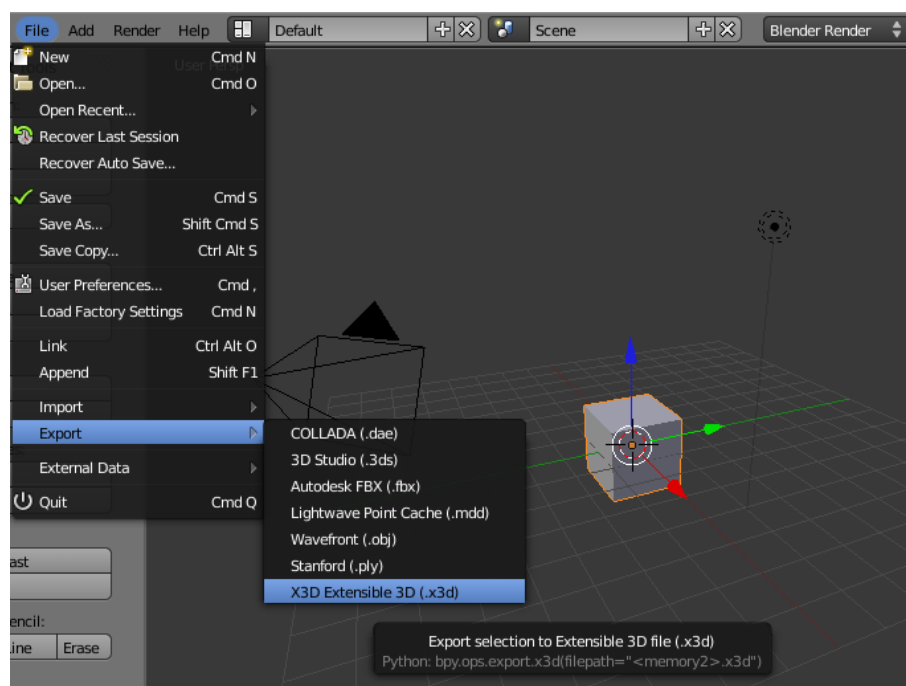 File Add Render Help Default Scene Blender Render
New Cmd N
User Persp
Open... Cmd O
Open Recent...
Recover Last Session
Recover Auto Save...
Save Cmd S
Save As... Shift Cmd S
Save Copy... Ctrl Alt S
User Preferences... Cmd ,
Load Factory Settings Cmd N
Link Ctrl Alt O
Append Shift F1
Import
Export
COLLADA (.dae)
3D Studio (.3ds)
External Data
Autodesk FBX (.fbx)
Quit Cmd Q
Lightwave Point Cache (.mdd)
Wavefront (.obj)
Stanford (.ply)
X3D Extensible 3D (.x3d)
ast
encil:
ine Erase
Export selection to Extensible 3D file (.x3d)
Python: bpy.ops.export.x3d(filepath="<memory2>.x3d")